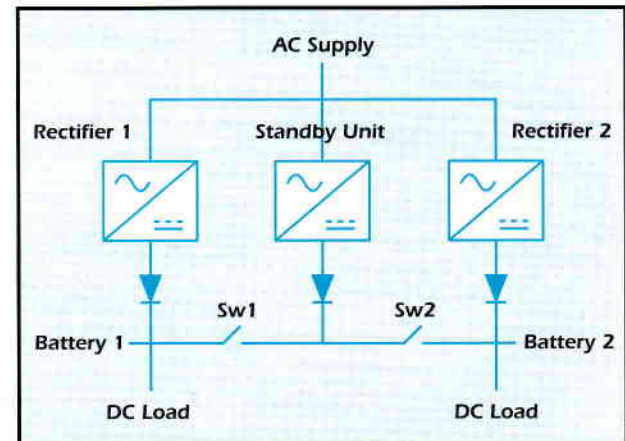 AC Supply
Rectifier 1
Standby Unit
Rectifier 2
Sw1
Sw2
Battery 1
Battery 2
DC Load
DC Load